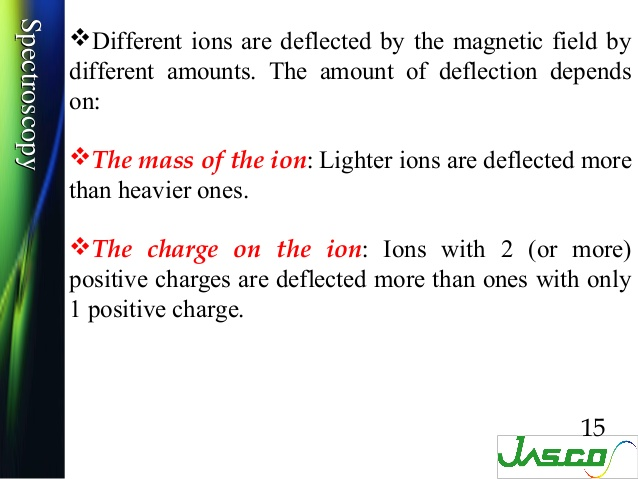 Spectroscopy
❖Different ions are deflected by the magnetic field by
different amounts. The amount of deflection depends
on:
❖The mass of the ion: Lighter ions are deflected more
than heavier ones.
❖The charge on the ion: Ions with 2 (or more)
positive charges are deflected more than ones with only
1 positive charge.
15
JASCO